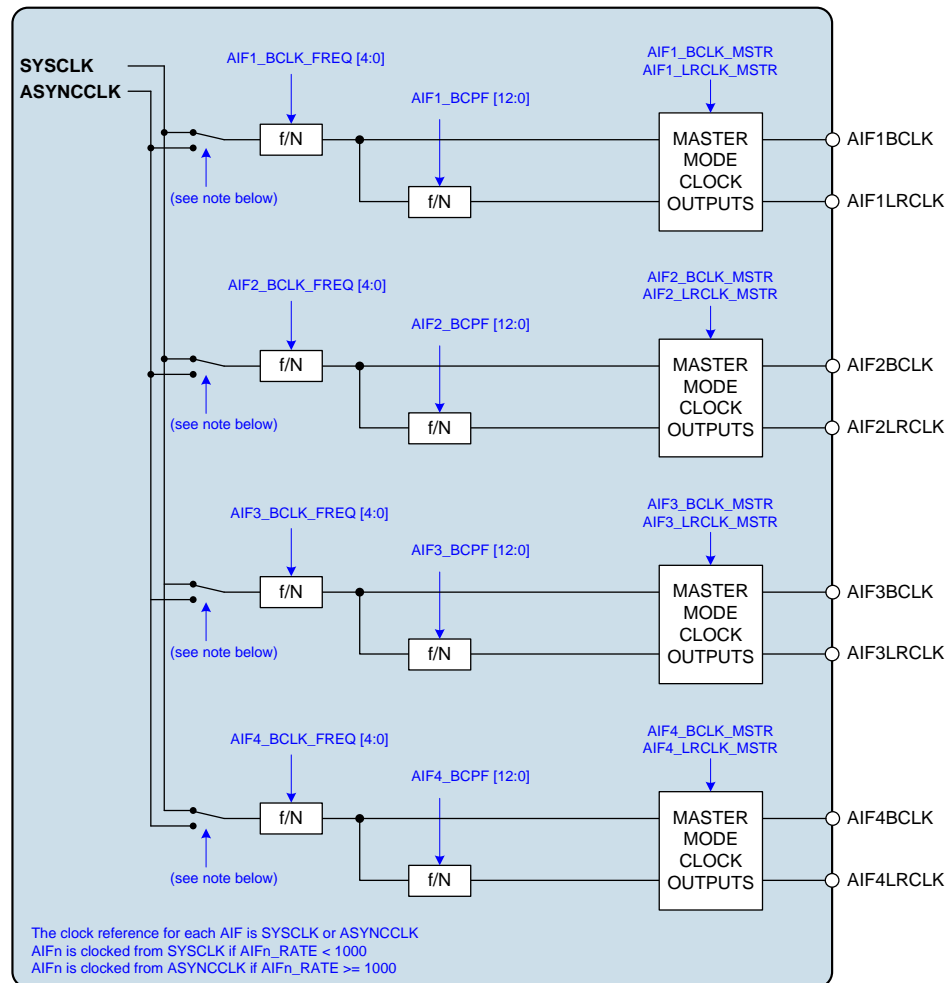 SYSCLK
ASYNCCLK
AIF1_BCLK_FREQ [4:0]
AIF1_BCPF [12:0]
AIF1_BCLK_MSTR
AIF1_LRCLK_MSTR
f/N
f/N
(see note below)
MASTER
MODE
CLOCK
OUTPUTS
AIF1BCLK
AIF1LRCLK
AIF2_BCLK_FREQ [4:0]
AIF2_BCPF [12:0]
AIF2_BCLK_MSTR
AIF2_LRCLK_MSTR
f/N
f/N
(see note below)
MASTER
MODE
CLOCK
OUTPUTS
AIF2BCLK
AIF2LRCLK
AIF3_BCLK_FREQ [4:0]
AIF3_BCPF [12:0]
AIF3_BCLK_MSTR
AIF3_LRCLK_MSTR
f/N
f/N
(see note below)
MASTER
MODE
CLOCK
OUTPUTS
AIF3BCLK
AIF3LRCLK
AIF4_BCLK_FREQ [4:0]
AIF4_BCPF [12:0]
AIF4_BCLK_MSTR
AIF4_LRCLK_MSTR
f/N
f/N
(see note below)
MASTER
MODE
CLOCK
OUTPUTS
AIF4BCLK
AIF4LRCLK
The clock reference for each AIF is SYSCLK or ASYNCCLK
AIFn is clocked from SYSCLK if AIFn_RATE < 1000
AIFn is clocked from ASYNCCLK if AIFn_RATE >= 1000